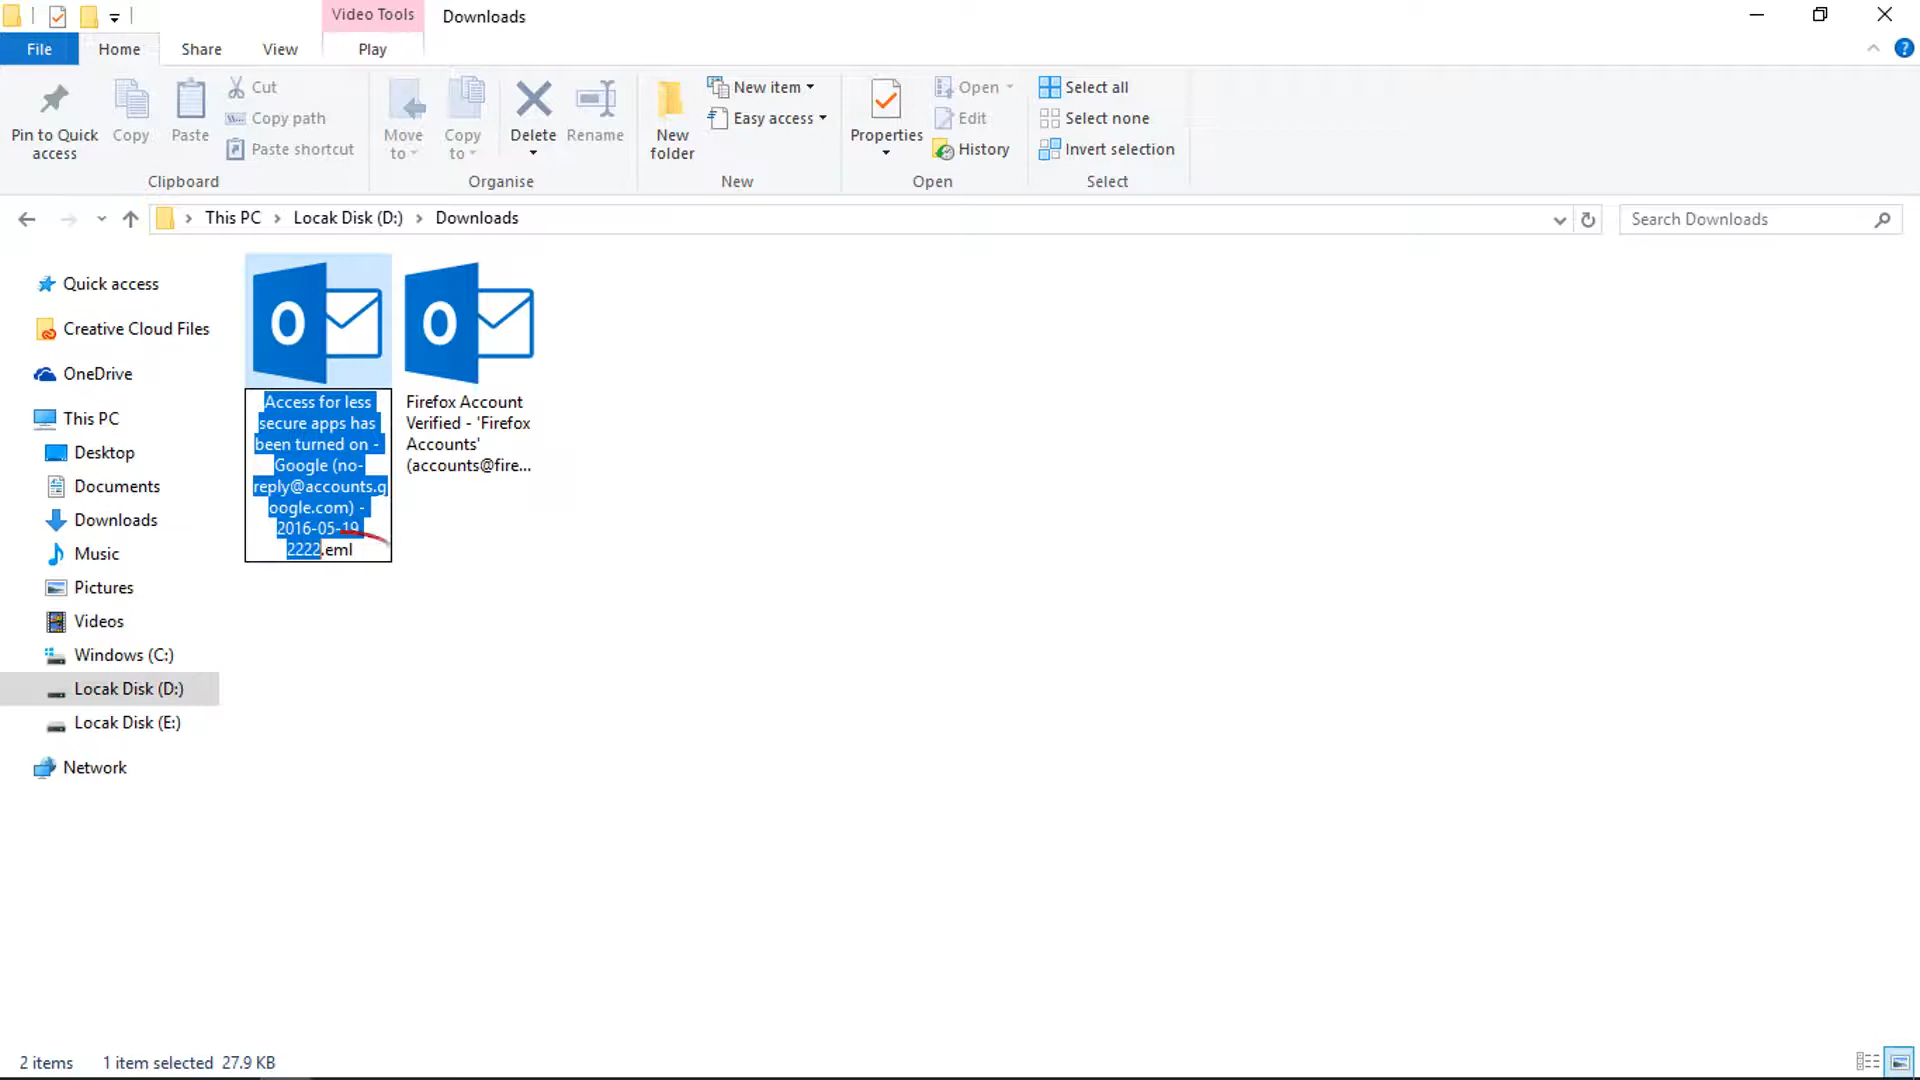 Video Tools
Downloads
File
Home
Share
View
Play
Pin to Quick
access
Copy
Paste
Cut
Copy path
Paste shortcut
Clipboard
Move
to
Copy
to
Delete
Rename
Organise
New
folder
New item
Easy access
New
Properties
Open
Edit
History
Open
Select all
Select none
Invert selection
Select
This PC
Locak Disk (D:)
Downloads
Search Downloads
Quick access
Creative Cloud Files
OneDrive
This PC
Desktop
Documents
Downloads
Music
Pictures
Videos
Windows (C:)
Locak Disk (D:)
Locak Disk (E:)
Network
Access for less
secure apps has
been turned on -
Google (no-
reply@accounts.g
oogle.com) -
2016-05-19
2222.eml
Firefox Account
Verified - 'Firefox
Accounts'
(accounts@fire...
2 items
1 item selected 27.9 KB